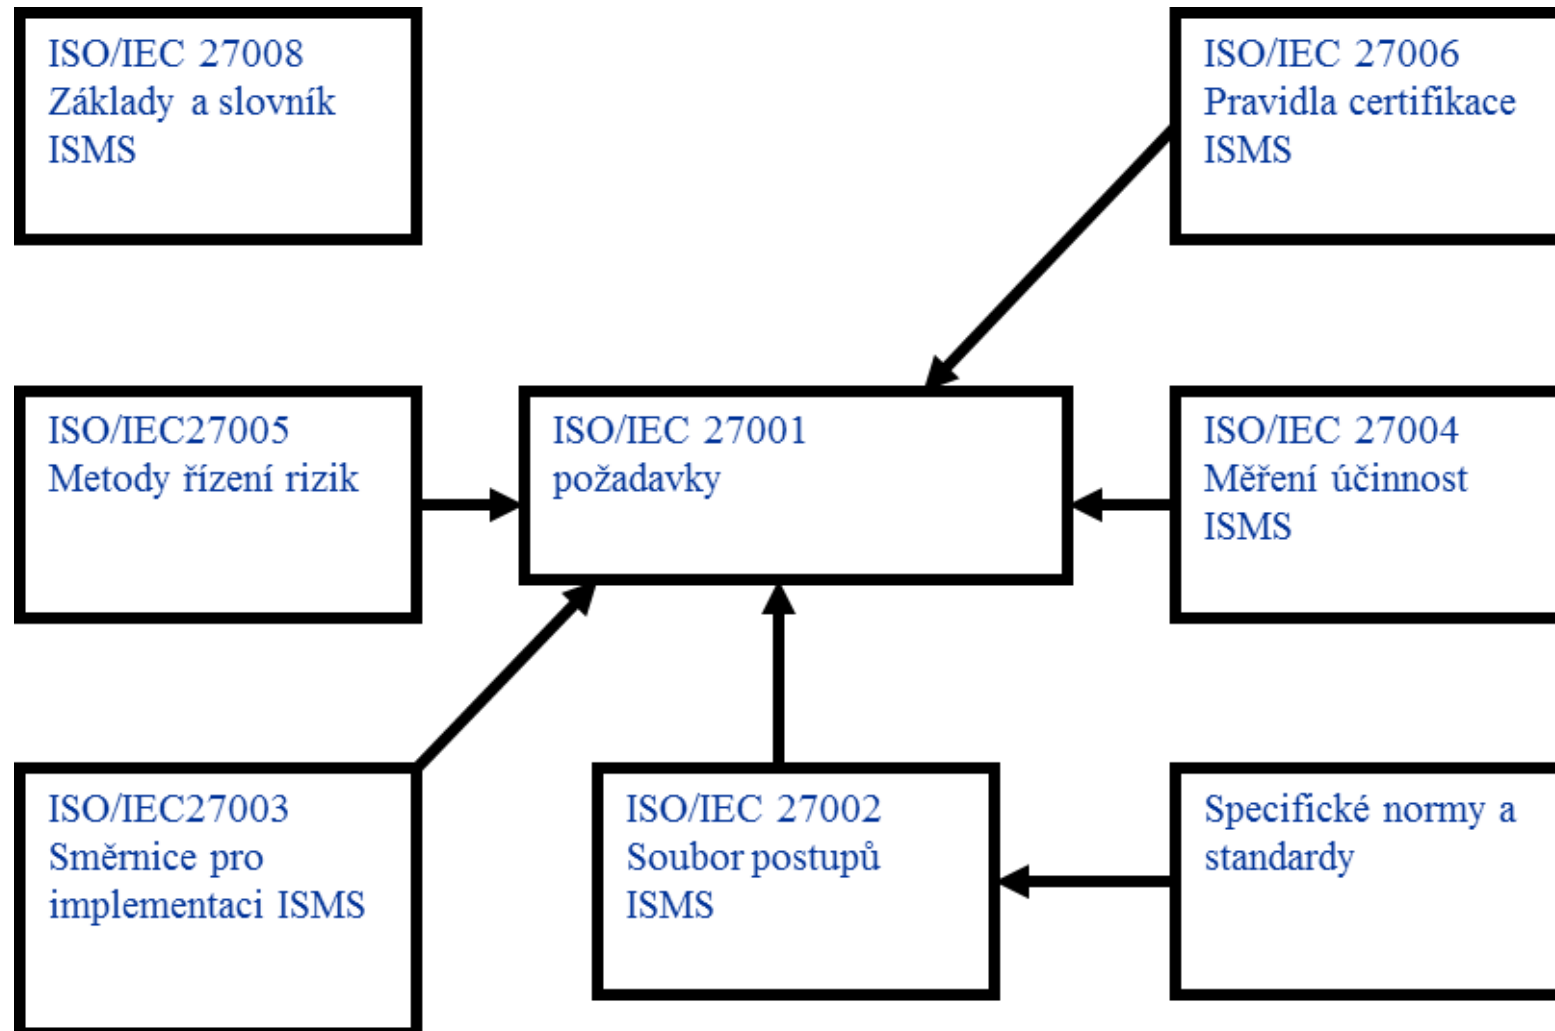 ISO/IEC 27008
Základy a slovník
ISMS
ISO/IEC 27006
Pravidla certifikace
ISMS
ISO/IEC27005
Metody řízení rizik
ISO/IEC 27001
požadavky
ISO/IEC 27004
Měření účinnost
ISMS
ISO/IEC27003
Směrnice pro
implementaci ISMS
ISO/IEC 27002
Soubor postupů
ISMS
Specifické normy a
standardy